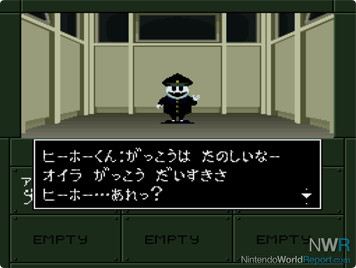 ヒーホーくん:がっこうは たのしいなー
オイラ がっこう だいすきさ
ヒーホー…あれっ?
EMPTY
EMPTY
EMPTY
NWR
NintendoWorldReport.com